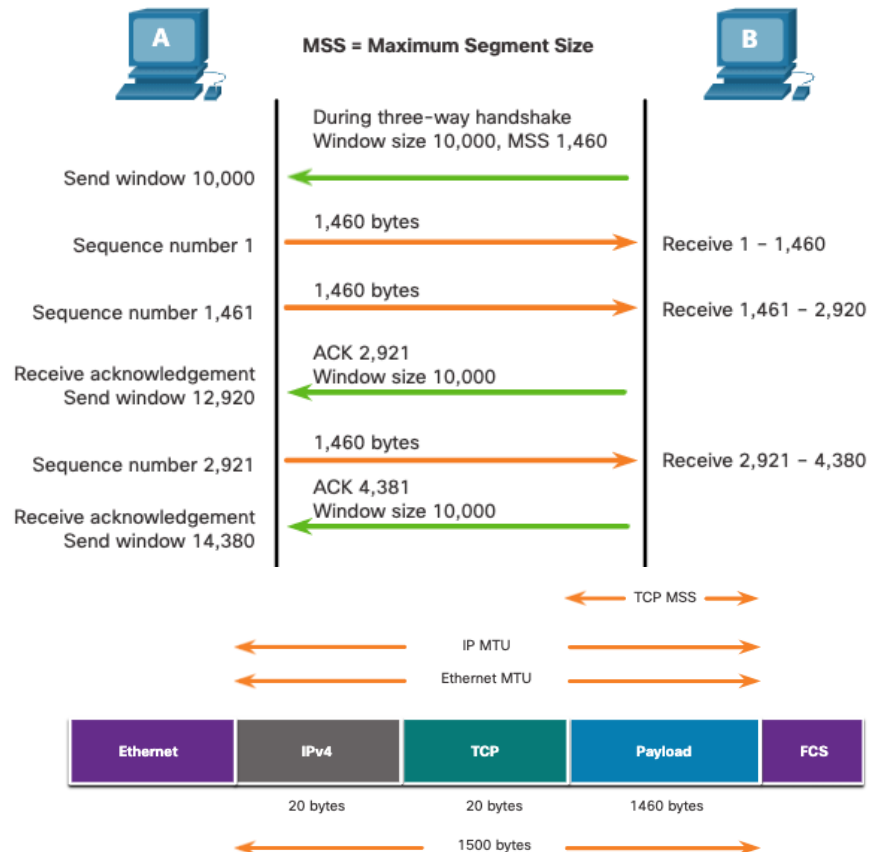 A
MSS = Maximum Segment Size
B
During three-way handshake
Window size 10,000, MSS 1,460
Send window 10,000
1,460 bytes
Sequence number 1
Receive 1 - 1,460
1,460 bytes
Sequence number 1,461
Receive 1,461 - 2,920
ACK 2,921
Window size 10,000
Receive acknowledgement
Send window 12,920
1,460 bytes
Sequence number 2,921
Receive 2,921 - 4,380
ACK 4,381
Window size 10,000
Receive acknowledgement
Send window 14,380
TCP MSS
IP MTU
Ethernet MTU
Ethernet
IPv4
TCP
Payload
FCS
20 bytes
20 bytes
1460 bytes
1500 bytes